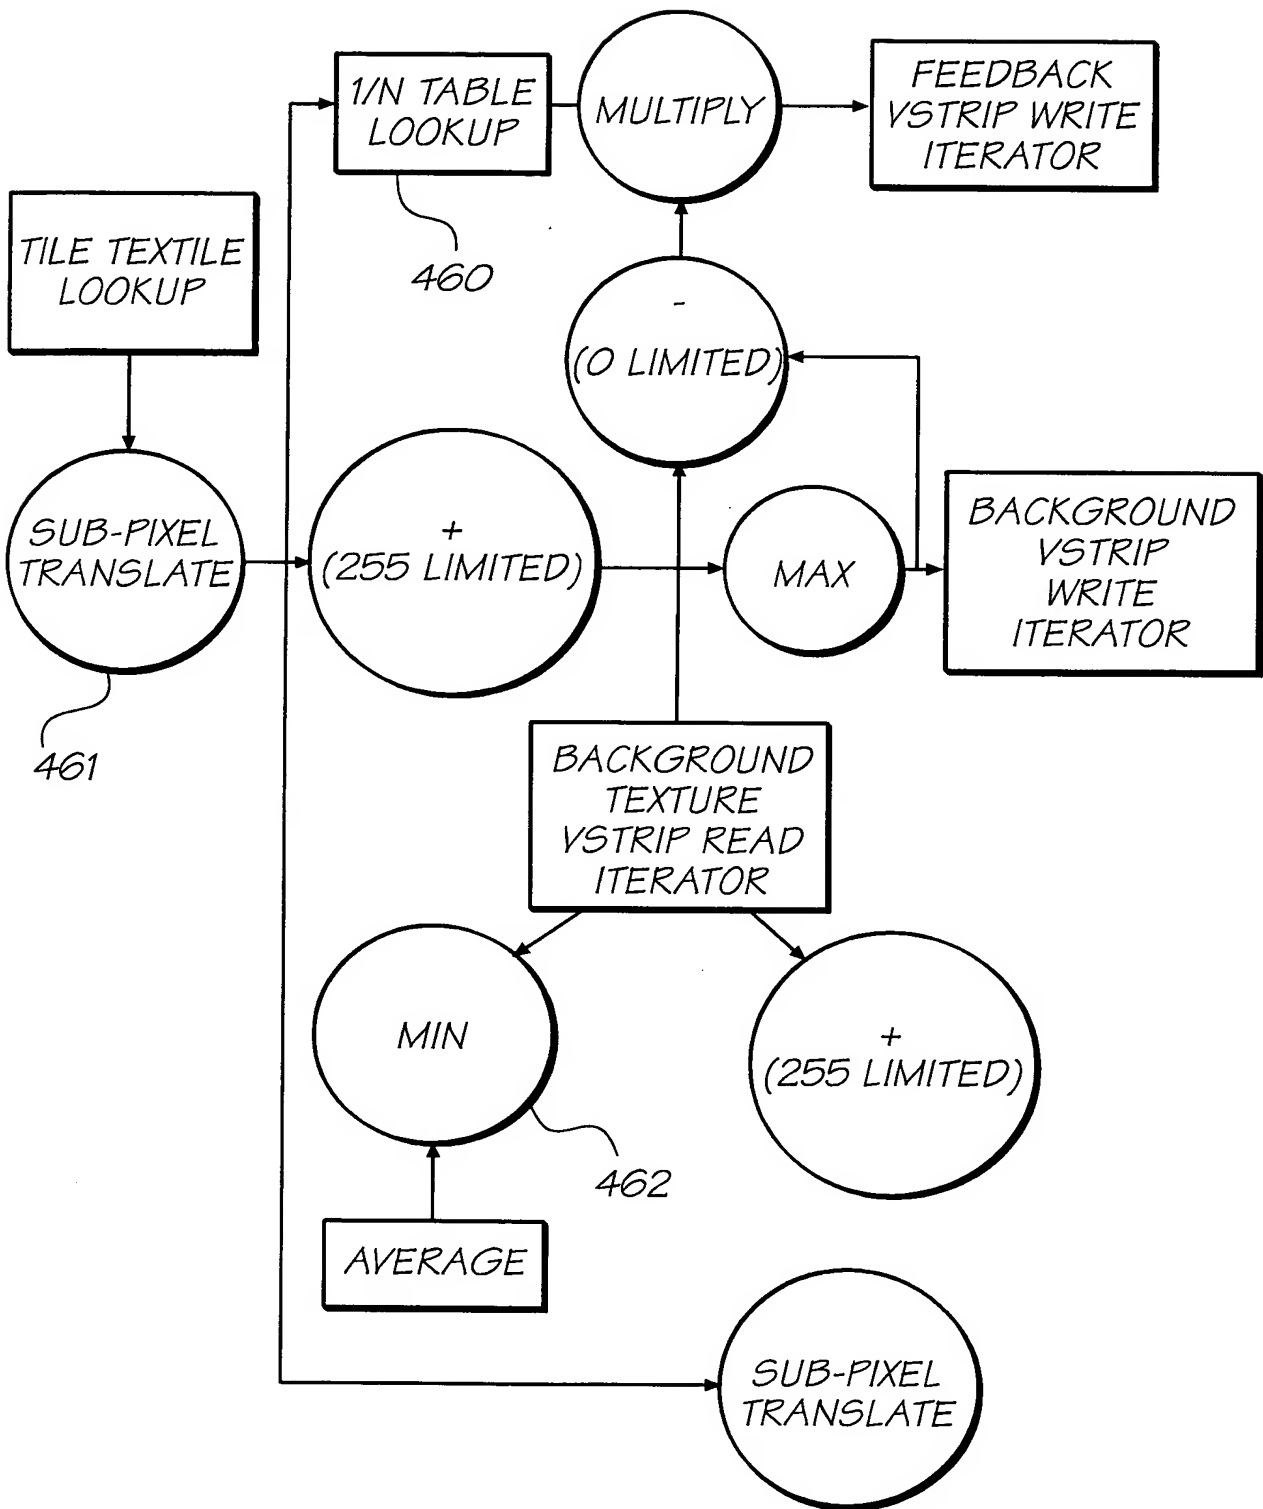 1/N TABLE
LOOKUP
MULTIPLY
FEEDBACK
VSTRIP WRITE
ITERATOR
460
TILE TEXTILE
LOOKUP
-
(0 LIMITED)
SUB-PIXEL
TRANSLATE
461
+
(255 LIMITED)
MAX
BACKGROUND
VSTRIP
WRITE
ITERATOR
BACKGROUND
TEXTURE
VSTRIP READ
ITERATOR
MIN
462
+
(255 LIMITED)
AVERAGE
SUB-PIXEL
TRANSLATE